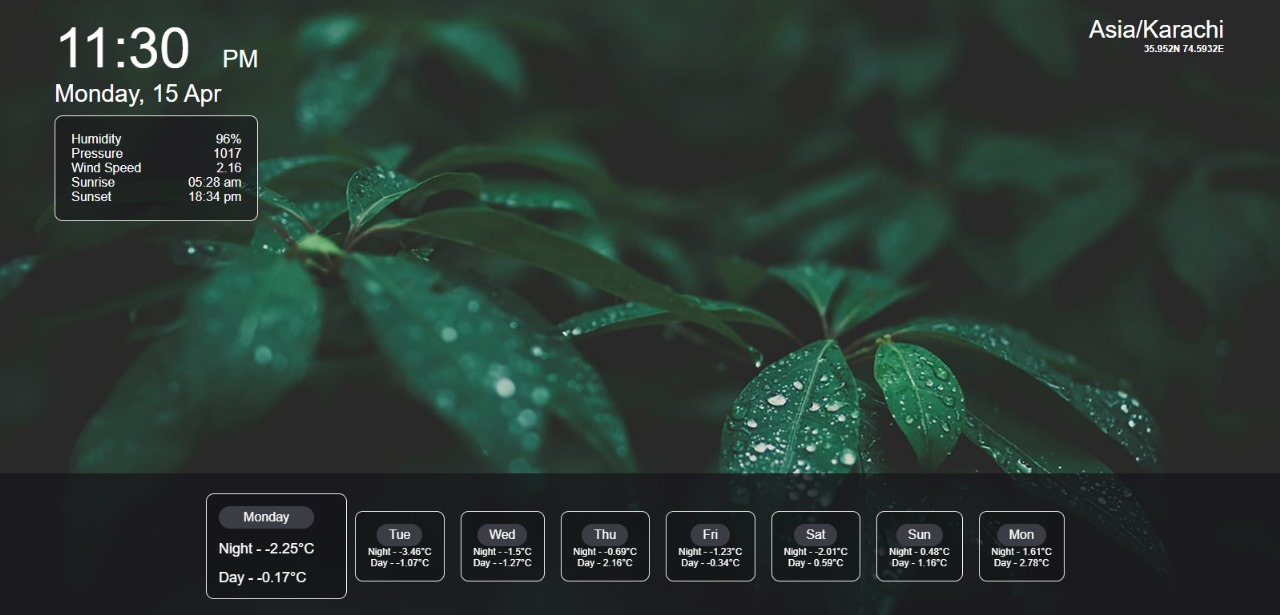 11:30 PM
Asia/Karachi
35.952N 74.5932E
Monday, 15 Apr
Humidity 96%
Pressure 1017
Wind Speed 2.16
Sunrise 05:28 am
Sunset 18:34 pm
Monday
Night - -2.25°C
Day - -0.17°C
Tue
Night - -3.46°C
Day - -1.07°C
Wed
Night - -1.5°C
Day - -1.27°C
Thu
Night - -0.69°C
Day - 2.16°C
Fri
Night - -1.23°C
Day - -0.34°C
Sat
Night - -2.01°C
Day - 0.59°C
Sun
Night - 0.48°C
Day - 1.16°C
Mon
Night - 1.61°C
Day - 2.78°C